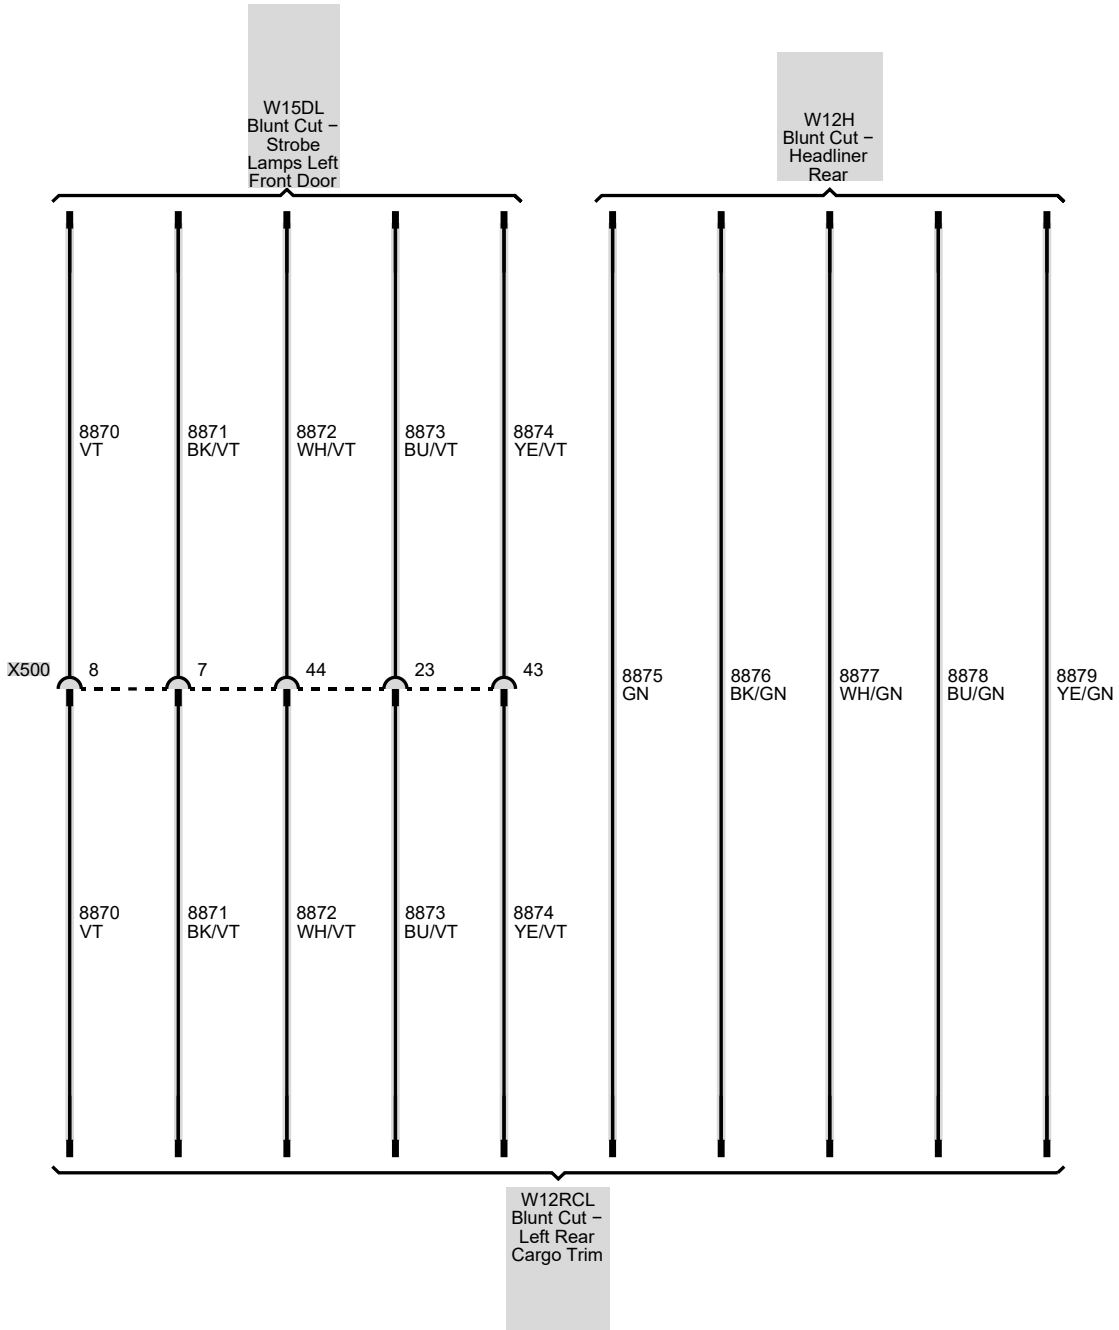 W15DL
Blunt Cut −
Strobe
Lamps Left
Front Door
W12H
Blunt Cut −
Headliner
Rear
8870
VT
8871
BK/VT
8872
WH/VT
8873
BU/VT
8874
YE/VT
X500
8
7
44
23
43
8875
GN
8876
BK/GN
8877
WH/GN
8878
BU/GN
8879
YE/GN
8870
VT
8871
BK/VT
8872
WH/VT
8873
BU/VT
8874
YE/VT
W12RCL
Blunt Cut −
Left Rear
Cargo Trim